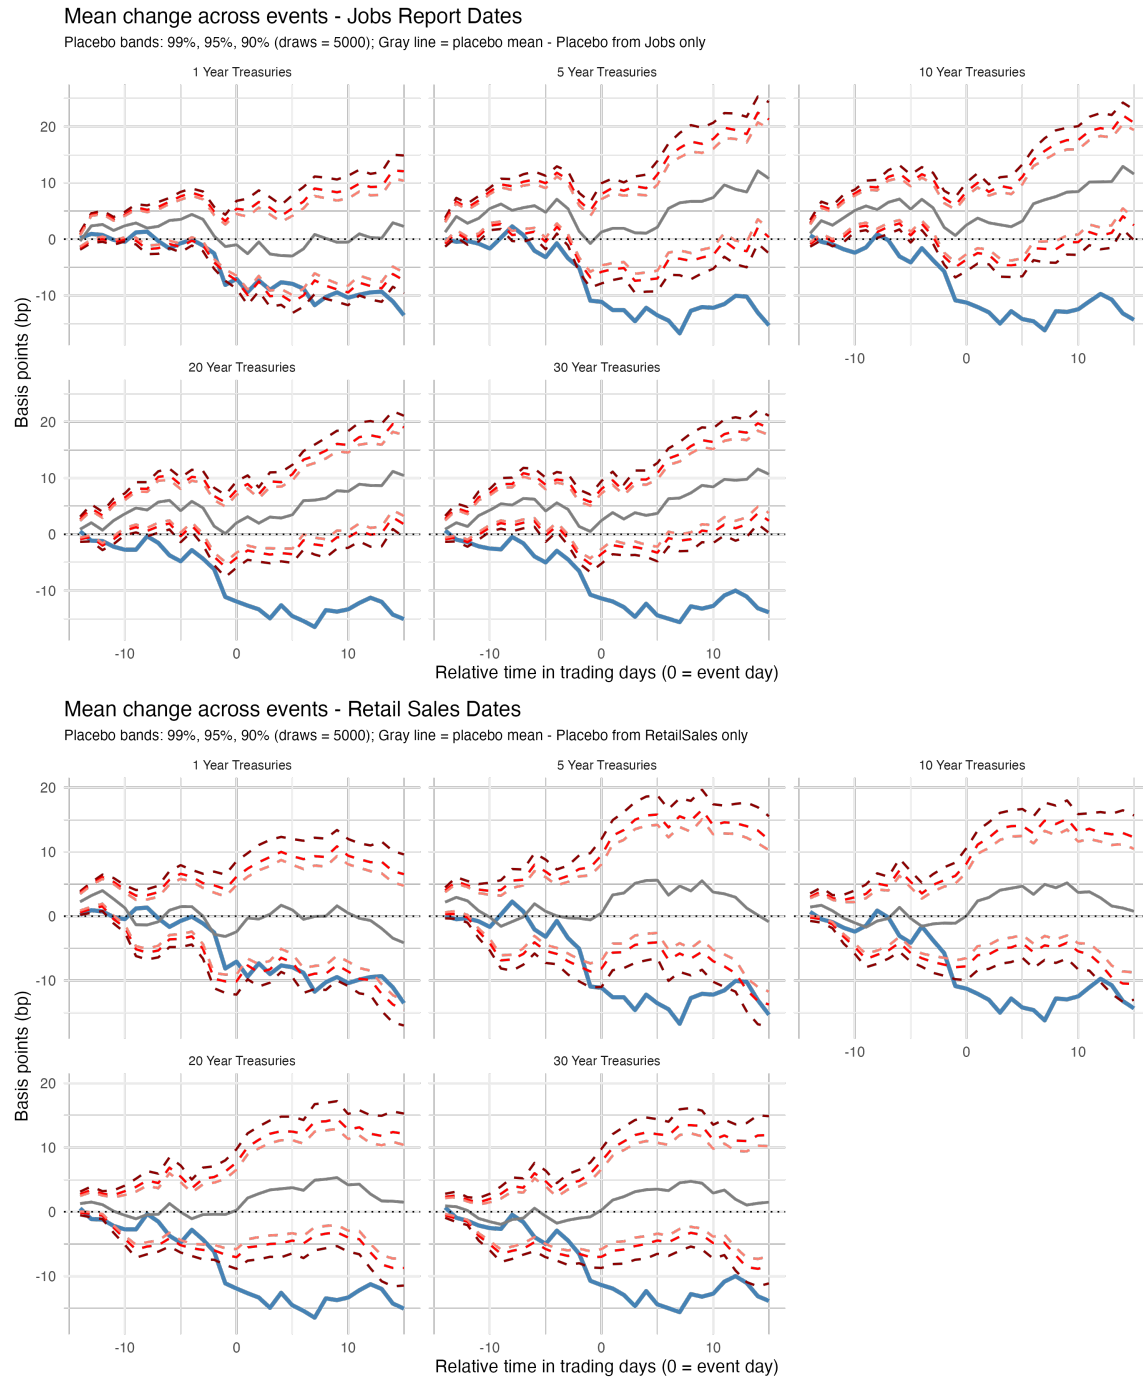 Mean change across events - Jobs Report Dates
Placebo bands: 99%, 95%, 90% (draws = 5000); Gray line = placebo mean - Placebo from Jobs only
1 Year Treasuries
5 Year Treasuries
10 Year Treasuries
20
10
0
-10
-10
0
10
20 Year Treasuries
30 Year Treasuries
20
10
0
-10
-10
0
10
-10
0
10
Basis points (bp)
Relative time in trading days (0 = event day)
Mean change across events - Retail Sales Dates
Placebo bands: 99%, 95%, 90% (draws = 5000); Gray line = placebo mean - Placebo from RetailSales only
1 Year Treasuries
5 Year Treasuries
10 Year Treasuries
20
10
0
-10
-10
0
10
20 Year Treasuries
30 Year Treasuries
20
10
0
-10
-10
0
10
-10
0
10
Basis points (bp)
Relative time in trading days (0 = event day)